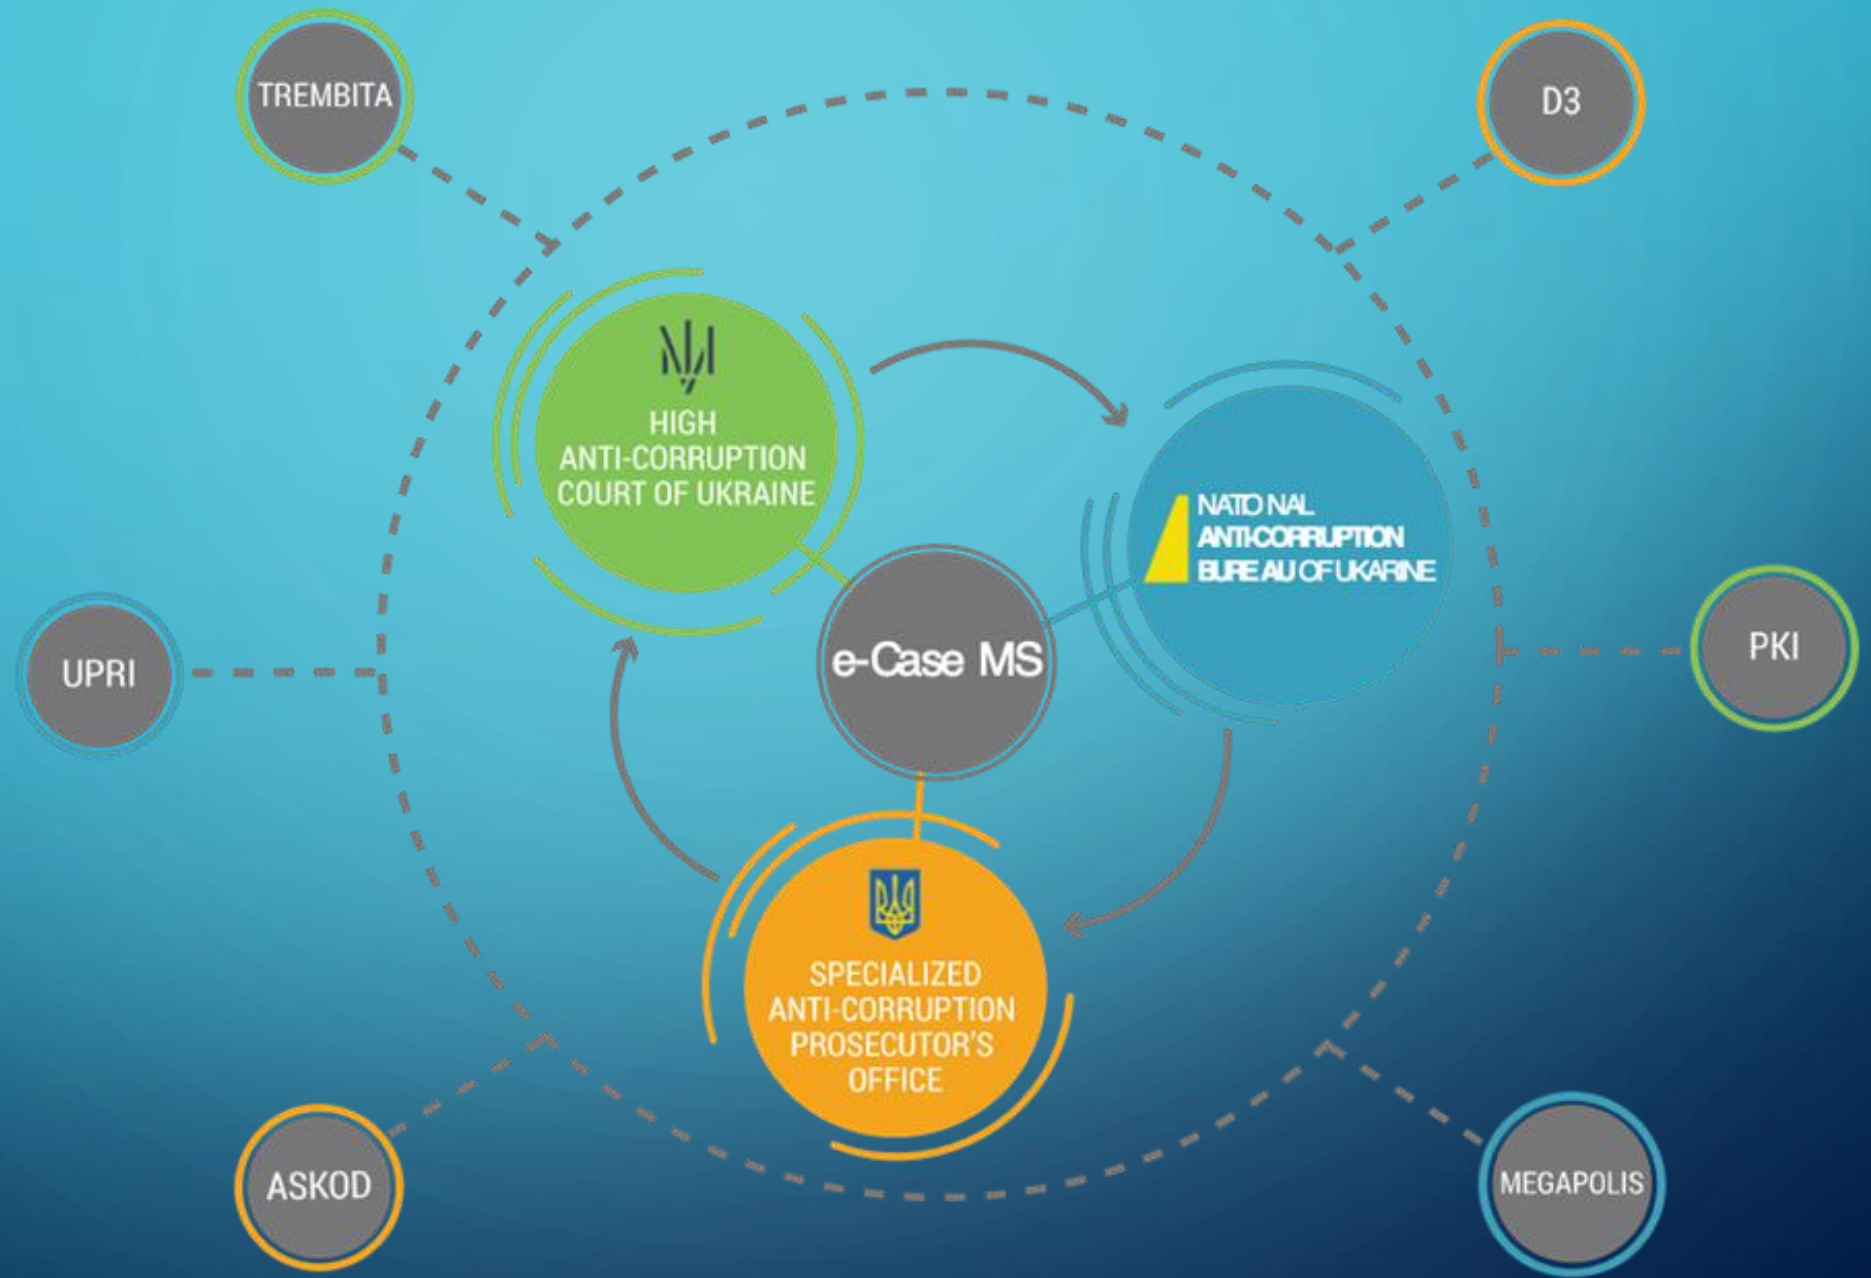 TREMBITA
D3
HIGH
ANTI-CORRUPTION
COURT OF UKRAINE
NATIO NAL
ANTI-CORRUPTION
BURE AU OF UKARINE
e-Case MS
UPRI
PKI
SPECIALIZED
ANTI-CORRUPTION
PROSECUTOR'S
OFFICE
ASKOD
MEGAPOLIS